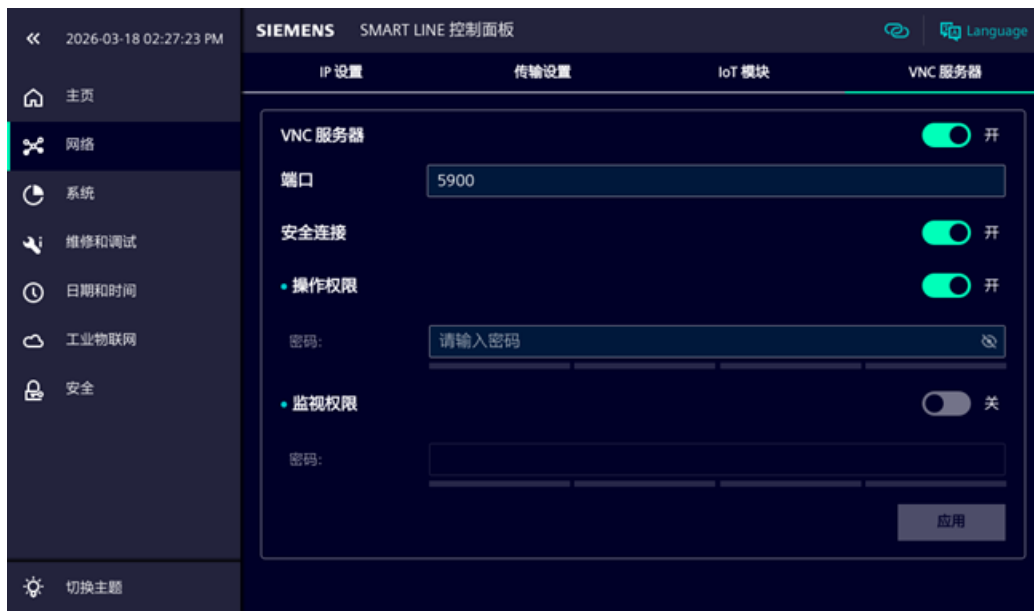 2026-03-18 02:27:23 PM
SIEMENS SMART LINE 控制面板
Language
主页
网络
系统
维修和调试
日期和时间
工业物联网
安全
切换主题
IP 设置 传输设置 IoT 模块 VNC 服务器
VNC 服务器 开
端口 5900
安全连接 开
• 操作权限 开
密码: 请输入密码
• 监视权限 关
密码:
应用